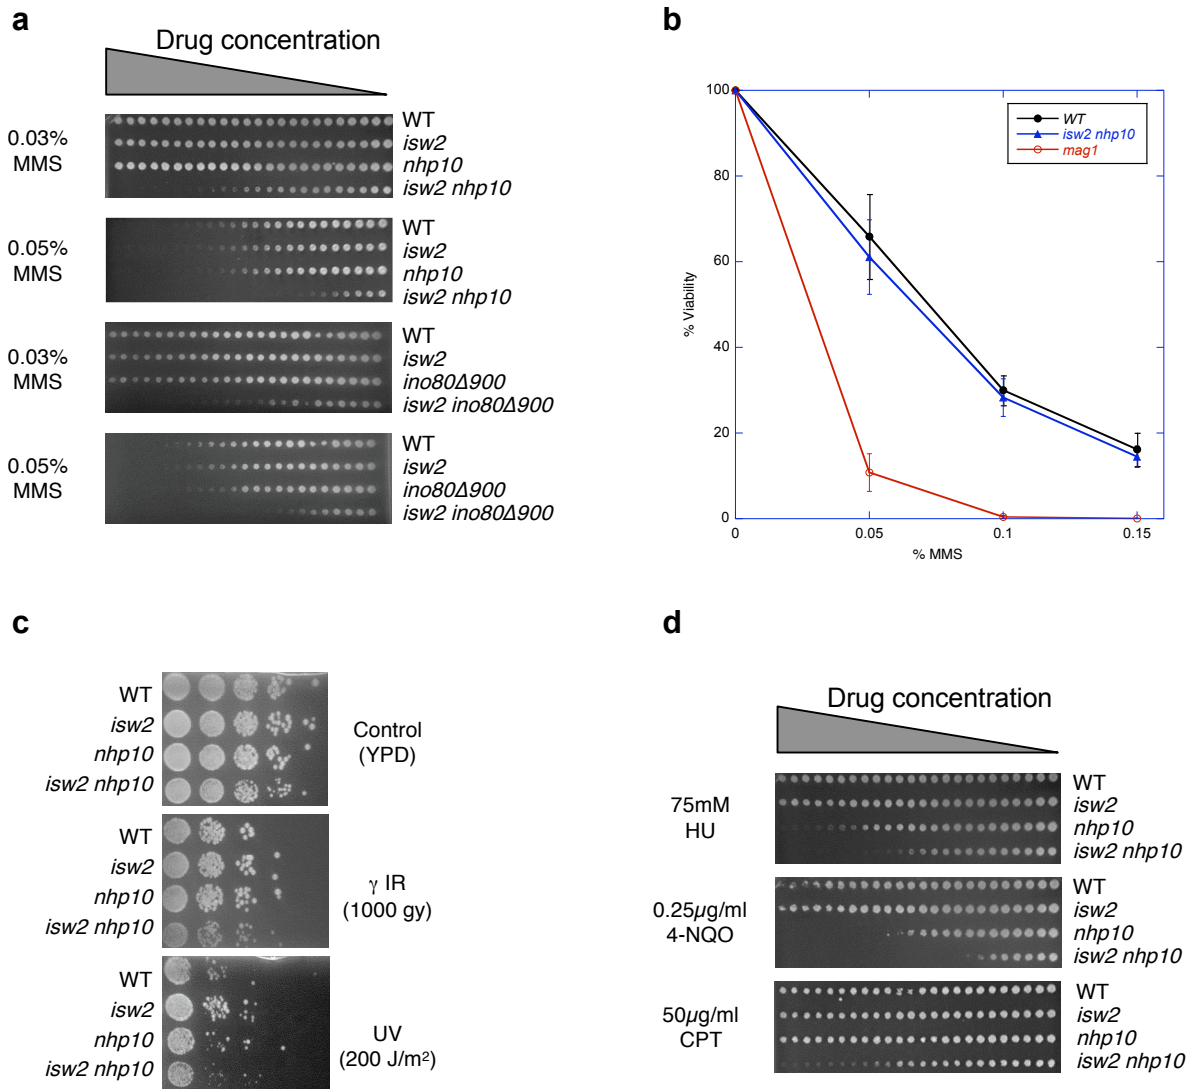 a
Drug concentration
0.03%
MMS
WT
isw2
nhp10
isw2 nhp10
0.05%
MMS
WT
isw2
nhp10
isw2 nhp10
0.03%
MMS
WT
isw2
ino80Δ900
isw2 ino80Δ900
0.05%
MMS
WT
isw2
ino80Δ900
isw2 ino80Δ900
b
100
80
60
40
20
0
% Viability
WT
isw2 nhp10
mag1
0
0.05
0.1
0.15
% MMS
c
WT
isw2
nhp10
isw2 nhp10
Control
(YPD)
WT
isw2
nhp10
isw2 nhp10
γ IR
(1000 gy)
WT
isw2
nhp10
isw2 nhp10
UV
(200 J/m²)
d
Drug concentration
75mM
HU
WT
isw2
nhp10
isw2 nhp10
0.25µg/ml
4-NQO
WT
isw2
nhp10
isw2 nhp10
50µg/ml
CPT
WT
isw2
nhp10
isw2 nhp10